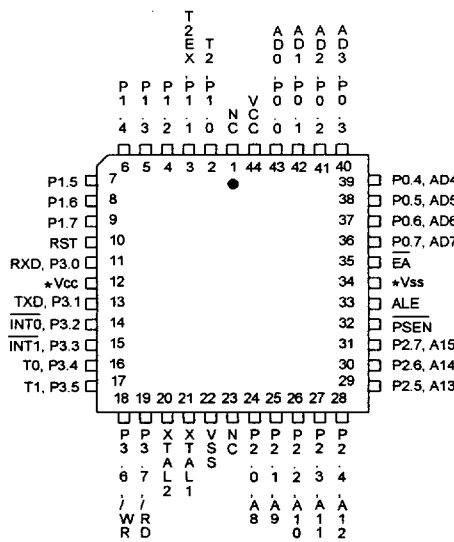 P1.4
P1.3
P1.2
T2EX, P1.1
T2, P1.0
NC
VCC
AD0, P0.0
AD1, P0.1
AD2, P0.2
AD3, P0.3
6 5 4 3 2 1 44 43 42 41 40
P1.5 7
P1.6 8
P1.7 9
RST 10
RXD, P3.0 11
*Vcc 12
TXD, P3.1 13
INT0, P3.2 14
INT1, P3.3 15
T0, P3.4 16
T1, P3.5 17
39 P0.4, AD4
38 P0.5, AD5
37 P0.6, AD6
36 P0.7, AD7
35 EA
34 *Vss
33 ALE
32 PSEN
31 P2.7, A15
30 P2.6, A14
29 P2.5, A13
18 19 20 21 22 23 24 25 26 27 28
P3.6,/WR
P3.7,/RD
XTAL2
XTAL1
VSS
NC
P2.0,A8
P2.1,A9
P2.2,A10
P2.3,A11
P2.4,A12